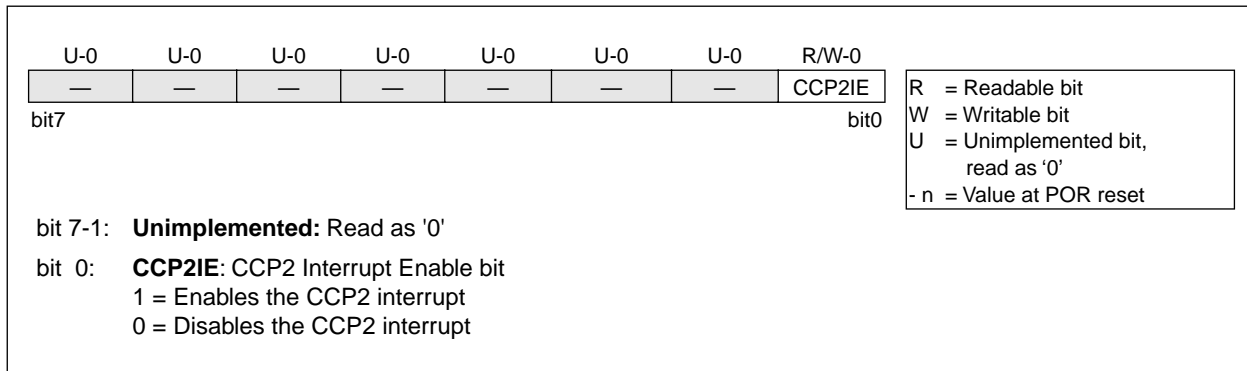 U-0 U-0 U-0 U-0 U-0 U-0 U-0 R/W-0
— — — — — — — CCP2IE
bit7 bit0
R = Readable bit
W = Writable bit
U = Unimplemented bit,
read as ‘0’
- n = Value at POR reset
bit 7-1: Unimplemented: Read as '0'
bit 0: CCP2IE: CCP2 Interrupt Enable bit
1 = Enables the CCP2 interrupt
0 = Disables the CCP2 interrupt